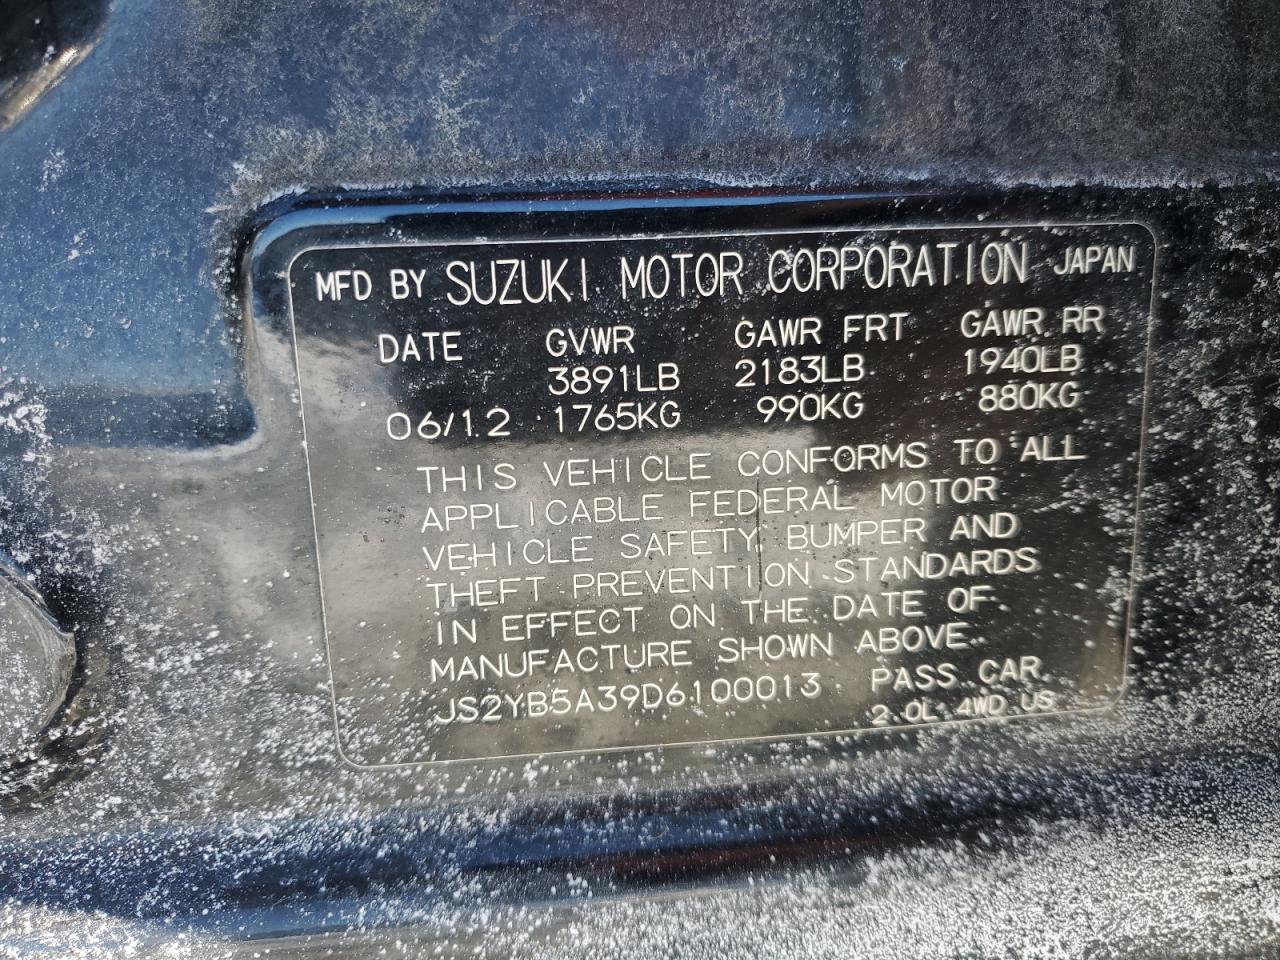 MFD BY SUZUKI MOTOR CORPORATION JAPAN
DATE GVWR GAWR FRT GAWR RR
3891LB 2183LB 1940LB
06/12 1765KG 990KG 880KG
THIS VEHICLE CONFORMS TO ALL
APPLICABLE FEDERAL MOTOR
VEHICLE SAFETY, BUMPER AND
THEFT PREVENTION STANDARDS
IN EFFECT ON THE DATE OF
MANUFACTURE SHOWN ABOVE.
JS2YB5A39D6100013 PASS CAR
2.0L 4WD US